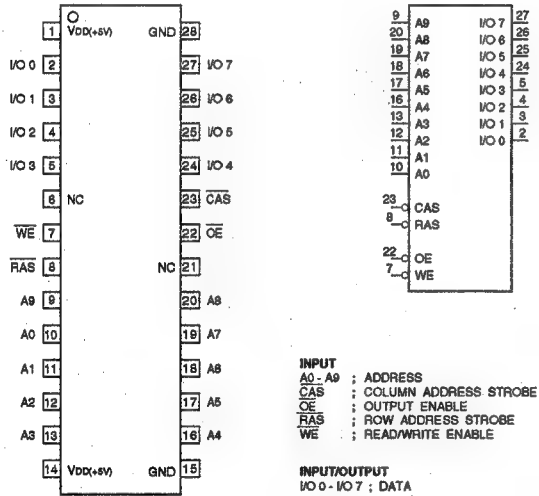 1 VDD(+5V) GND 28
I/O 0 2 27 I/O 7
I/O 1 3 26 I/O 6
I/O 2 4 25 I/O 5
I/O 3 5 24 I/O 4
6 NC 23 CAS
WE 7 22 OE
RAS 8 NC 21
A9 9 20 A8
A0 10 19 A7
A1 11 18 A6
A2 12 17 A5
A3 13 16 A4
14 VDD(+5V) GND 15
9 A9 I/O 7 27
20 A8 I/O 6 26
19 A7 I/O 5 25
18 A6 I/O 4 24
17 A5 I/O 3 5
16 A4 I/O 2 4
13 A3 I/O 1 3
12 A2 I/O 0 2
11 A1
10 A0
23 CAS
8 RAS
22 OE
7 WE
INPUT
A0 - A9 ; ADDRESS
CAS ; COLUMN ADDRESS STROBE
OE ; OUTPUT ENABLE
RAS ; ROW ADDRESS STROBE
WE ; READ/WRITE ENABLE
INPUT/OUTPUT
I/O 0 - I/O 7 ; DATA